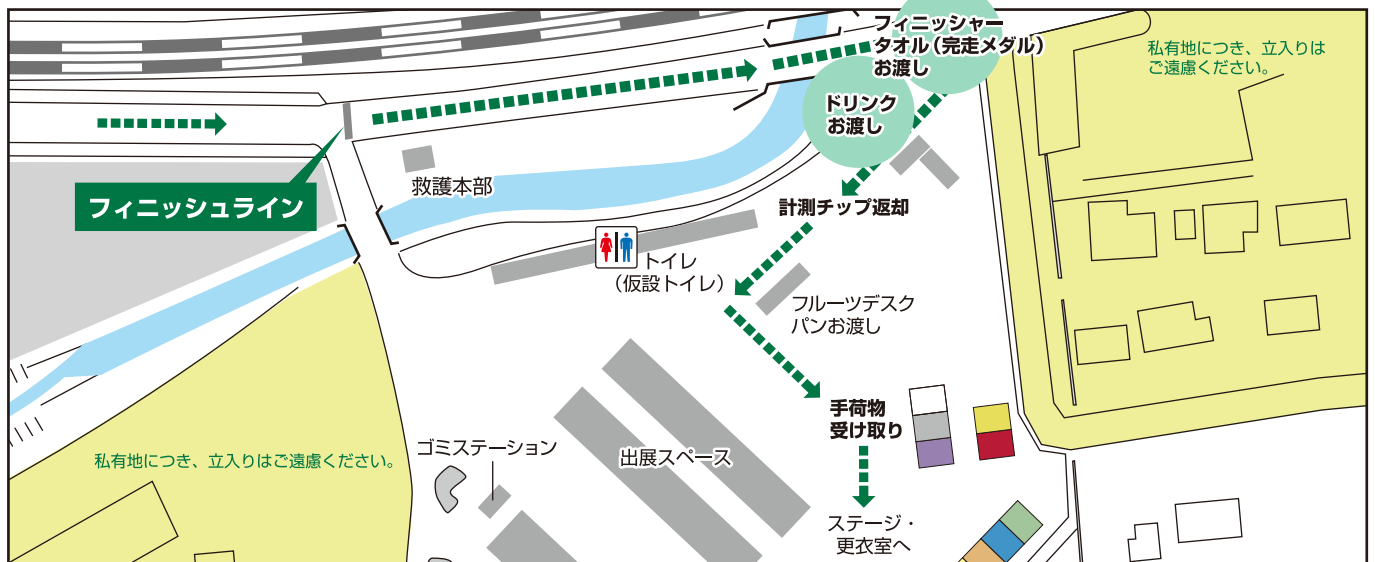 フィニッシャー
タオル（完走メダル）
お渡し
私有地につき、立入りは
ご遠慮ください。
ドリンク
お渡し
救護本部
フィニッシュライン
計測チップ返却
トイレ
（仮設トイレ）
フルーツデスク
パンお渡し
手荷物
受け取り
ゴミステーション
出展スペース
私有地につき、立入りはご遠慮ください。
ステージ・
更衣室へ